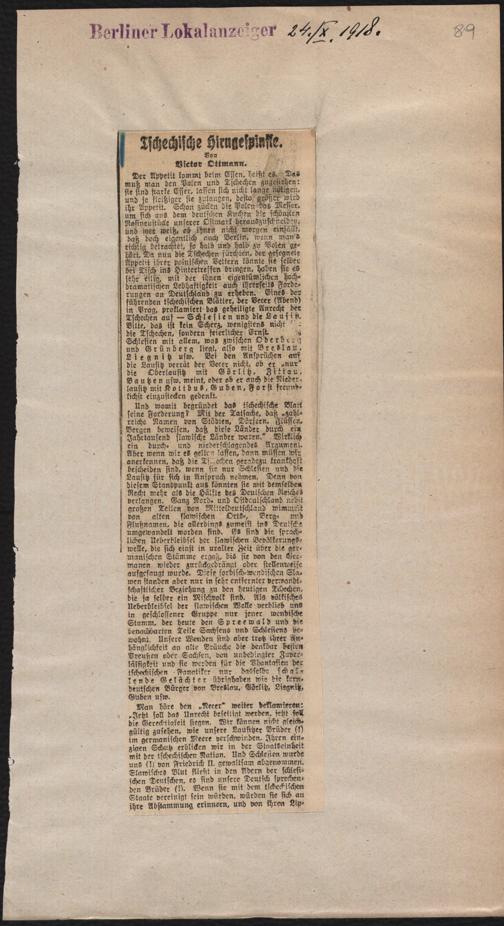 Berliner Lokalanzeiger 24./IX. 1918.
89
Tschechische Hirngespinste.
Von
Victor Ottmann.
Der Appetit kommt beim Essen, heißt es. Das
muß man den Polen und Tschechen zugestehen:
sie sind starke Esser, lassen sich nicht lange nötigen,
und je fleißiger sie zulangen, desto größer wird
ihr Appetit. Schon zücken die Polen das Messer,
um sich aus dem deutschen Kuchen die schönsten
Rosinenstücke unserer Ostmark herauszuschneiden,
und wer weiß, ob ihnen nicht morgen einfällt,
daß doch eigentlich auch Berlin, wenn man's
richtig betrachtet, so halb und halb zu Polen ge-
hört. Da nun die Tschechen fürchten, der gesegnete
Appetit ihrer polnischen Vettern könnte sie selber
bei Tisch ins Hintertreffen bringen, haben sie es
sehr eilig, mit der ihnen eigentümlichen hoch-
dramatischen Lebhaftigkeit auch ihrerseits Forde-
rungen an Deutschland zu erheben. Eines der
führenden tschechischen Blätter, der Vecer (Abend)
in Prag, proklamiert das geheiligte Anrecht der
Tschechen auf — Schlesien und die Lausitz.
Bitte, das ist kein Scherz, wenigstens nicht
die Tschechen, sondern feierlicher Ernst.
Schlesien mit allem, was zwischen Oderberg
und Grünberg liegt, also mit Breslau,
Liegnitz usw. Bei den Ansprüchen auf
die Lausitz verrät der Vecer nicht, ob er „nur"
die Oberlausitz mit Görlitz, Zittau,
Bautzen usw. meint, oder ob er auch die Nieder-
lausitz mit Kottbus, Guben, Forst freund-
lichst einzustecken gedenkt.
Und womit begründet das tschechische Blatt
seine Forderung? Mit der Tatsache, daß „zahl-
reiche Namen von Städten, Dörfern, Flüssen,
Bergen beweisen, daß diese Länder durch ein
Jahrtausend slawische Länder waren." Wirklich
ein durch- und niederschlagendes Argument.
Aber wenn wir es gelten lassen, dann müssen wir
anerkennen, daß die Tschechen geradezu krankhaft
bescheiden sind, wenn sie nur Schlesien und die
Lausitz für sich in Anspruch nehmen. Denn von
diesem Standpunkt aus könnten sie mit demselben
Recht mehr als die Hälfte des Deutschen Reiches
verlangen. Ganz Nord- und Ostdeutschland nebst
großen Teilen von Mitteldeutschland wimmelt
von alten slawischen Orts-, Berg- und
Flußnamen, die allerdings zumeist ins Deutsche
umgewandelt worden sind. Es sind die sprach-
lichen Ueberbleibsel der slawischen Bevölkerungs-
welle, die sich einst in uralter Zeit über die ger-
manischen Stämme ergoß, bis sie von den Ger-
manen wieder zurückgedrängt oder stellenweise
aufgesaugt wurde. Diese sorbisch-wendischen Sla-
wen standen aber nur in sehr entfernter verwandt-
schaftlicher Beziehung zu den heutigen Tschechen,
die ja selber ein Mischvolk sind. Als völkisches
Ueberbleibsel der slawischen Welle verblieb uns
in geschlossener Gruppe nur jener wendische
Stamm, der heute den Spreewald und die
benachbarten Teile Sachsens und Schlesiens be-
wohnt. Unsere Wenden sind aber trotz ihrer An-
hänglichkeit an alte Bräuche die denkbar besten
Preußen oder Sachsen, von unbedingter Zuver-
lässigkeit und sie werden für die Phantasien der
tschechischen Fanatiker nur dasselbe schal-
lende Gelächter übrighaben wie die kern-
deutschen Bürger von Breslau, Görlitz, Liegnitz,
Guben usw.
Man höre den „Vecer" weiter deklamieren:
„Jetzt soll das Unrecht beseitigt werden, jetzt soll
die Gerechtigkeit siegen. Wir können nicht gleich-
gültig zusehen, wie unsere Lausitzer Brüder (!)
im germanischen Meere verschwinden. Ihren ein-
zigen Schutz erblicken wir in der Staatseinheit
mit der tschechischen Nation. Und Schlesien wurde
uns (!) von Friedrich II. gewaltsam abgenommen.
Slawisches Blut fließt in den Adern der schlesi-
schen Deutschen, es sind unsere Deutsch sprechen-
den Brüder (!). Wenn sie mit dem tschechischen
Staate vereinigt sein würden, würden sie sich an
ihre Abstammung erinnern, und von ihren Lip-